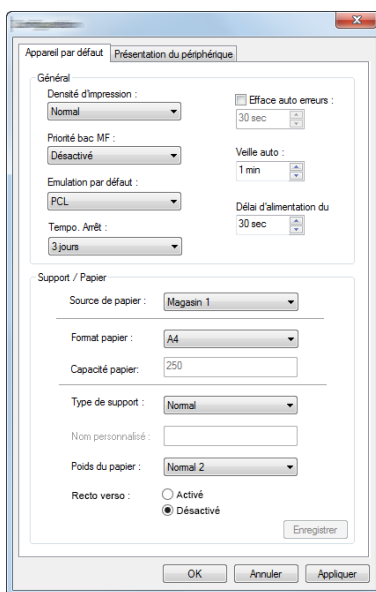 Appareil par défaut
Présentation du périphérique
Général
Densité d'impression :
Normal
Efface auto erreurs :
30 sec
Priorité bac MF :
Désactivé
Veille auto :
1 min
Emulation par défaut :
PCL
Délai d'alimentation du
30 sec
Tempo. Arrêt :
3 jours
Support / Papier
Source de papier :
Magasin 1
Format papier :
A4
Capacité papier:
250
Type de support :
Normal
Nom personnalisé :
Poids du papier :
Normal 2
Recto verso :
Activé
Désactivé
Enregistrer
OK
Annuler
Appliquer